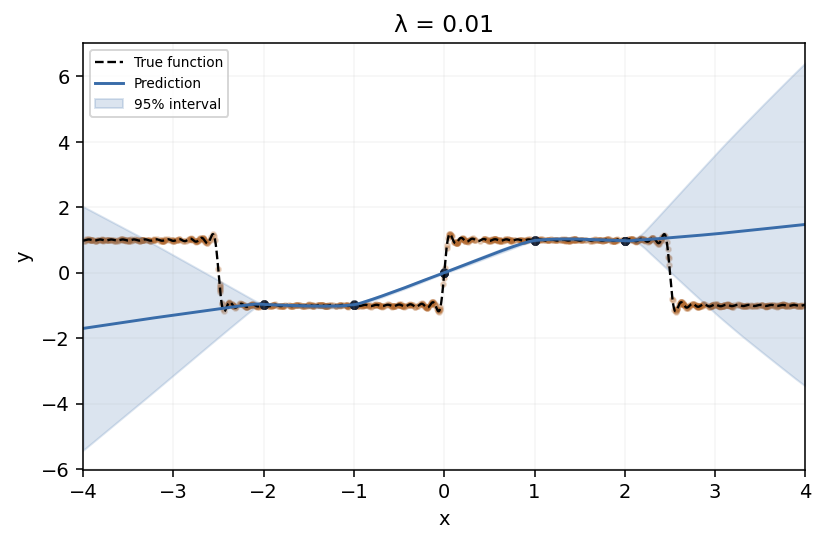 λ = 0.01
True function
Prediction
95% interval
y
6
4
2
0
−2
−4
−6
−4 −3 −2 −1 0 1 2 3 4
x